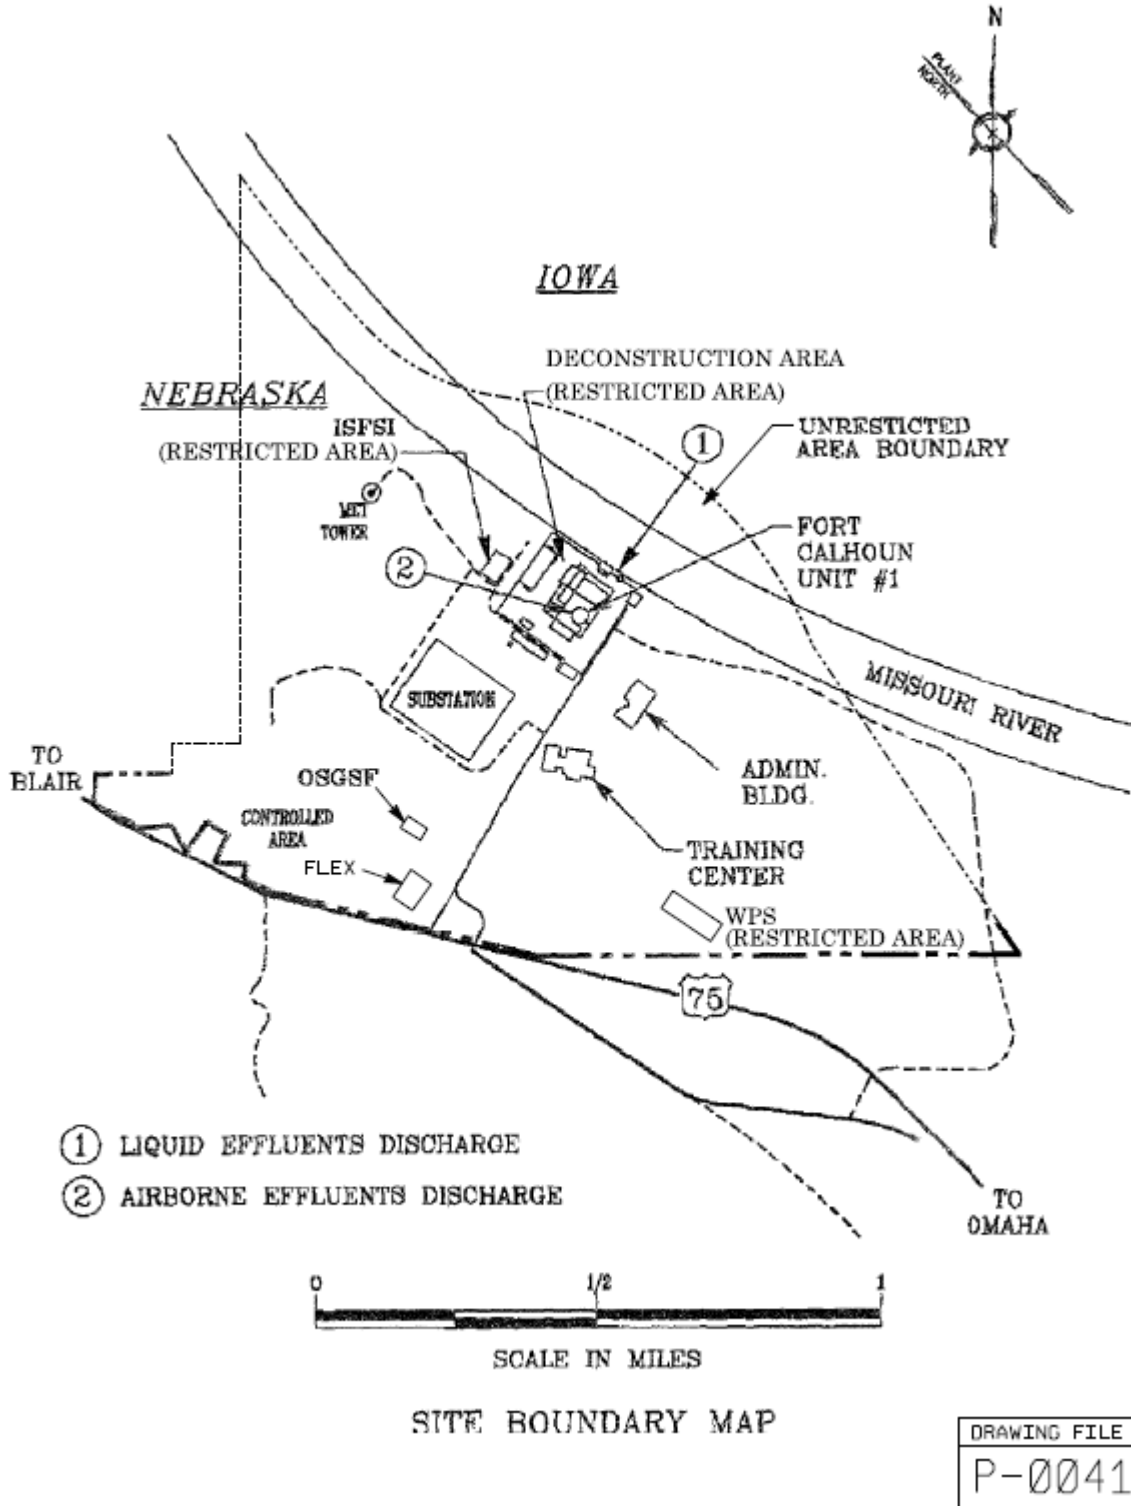 N
PLANT
NORTH
IOWA
DECONSTRUCTION AREA
(RESTRICTED AREA)
NEBRASKA
ISFSI
(RESTRICTED AREA)
1
UNRESTICTED
AREA BOUNDARY
MET
TOWER
2
FORT
CALHOUN
UNIT #1
MISSOURI RIVER
SUBSTATION
TO
BLAIR
OSGSF
ADMIN.
BLDG.
CONTROLLED
AREA
TRAINING
CENTER
FLEX
WPS
(RESTRICTED AREA)
75
1 LIQUID EFFLUENTS DISCHARGE
2 AIRBORNE EFFLUENTS DISCHARGE
TO
OMAHA
0 1/2 1
SCALE IN MILES
SITE BOUNDARY MAP
DRAWING FILE
P-0041